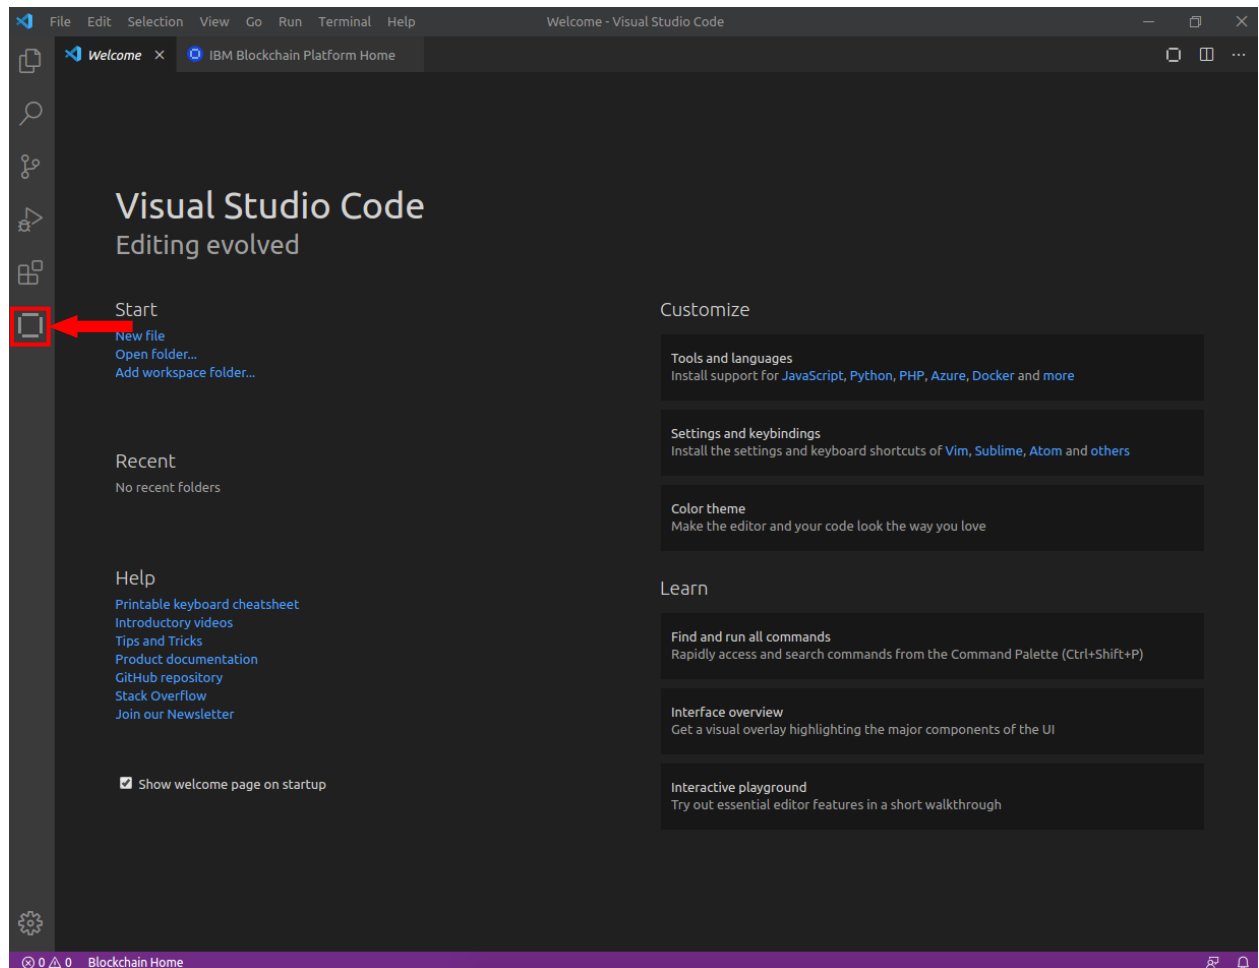 File Edit Selection View Go Run Terminal Help Welcome - Visual Studio Code
Welcome IBM Blockchain Platform Home
Visual Studio Code
Editing evolved
Start
New file
Open folder...
Add workspace folder...
Recent
No recent folders
Help
Printable keyboard cheatsheet
Introductory videos
Tips and Tricks
Product documentation
GitHub repository
Stack Overflow
Join our Newsletter
Show welcome page on startup
Customize
Tools and languages
Install support for JavaScript, Python, PHP, Azure, Docker and more
Settings and keybindings
Install the settings and keyboard shortcuts of Vim, Sublime, Atom and others
Color theme
Make the editor and your code look the way you love
Learn
Find and run all commands
Rapidly access and search commands from the Command Palette (Ctrl+Shift+P)
Interface overview
Get a visual overlay highlighting the major components of the UI
Interactive playground
Try out essential editor features in a short walkthrough
0 0 Blockchain Home